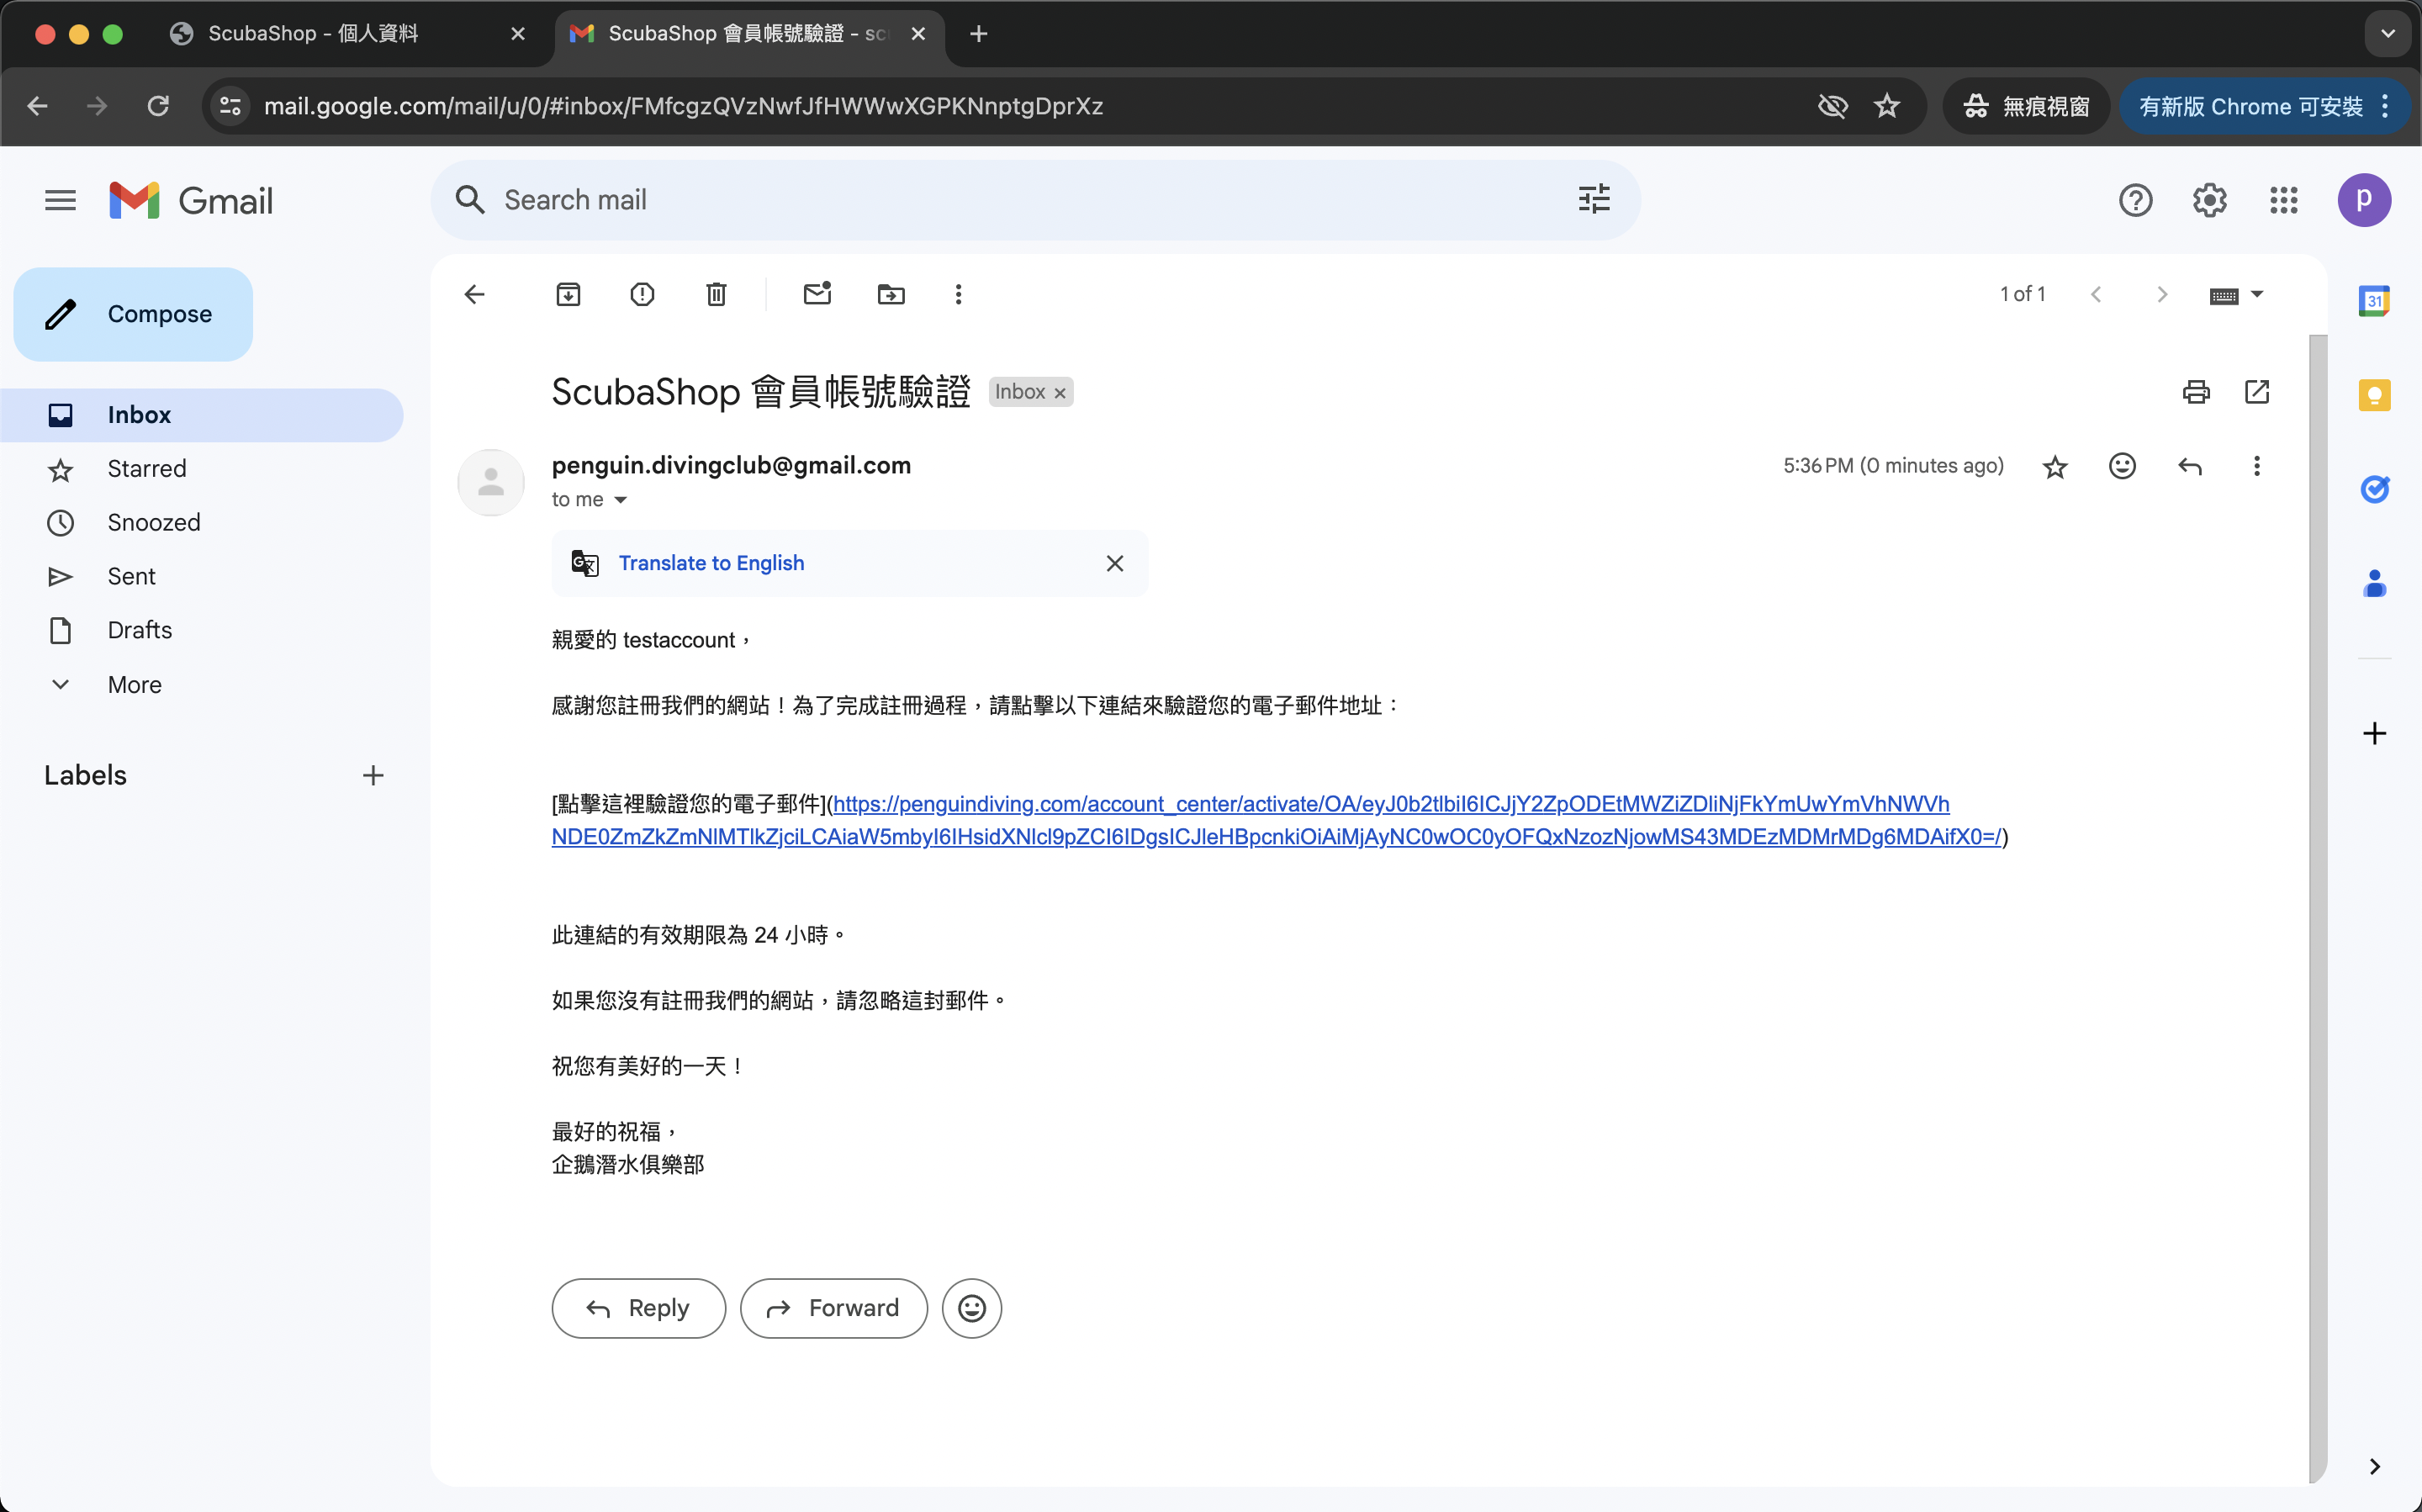 ScubaShop - 個人資料
ScubaShop 會員帳號驗證 - scu
mail.google.com/mail/u/0/#inbox/FMfcgzQVzNwfJfHWWwXGPKNnptgDprXz
無痕視窗
有新版 Chrome 可安裝
Gmail
Search mail
p
Compose
1 of 1
31
Inbox
Starred
Snoozed
Sent
Drafts
More
Labels
ScubaShop 會員帳號驗證 Inbox
penguin.divingclub@gmail.com
5:36 PM (0 minutes ago)
to me
Translate to English
親愛的 testaccount，
感謝您註冊我們的網站！為了完成註冊過程，請點擊以下連結來驗證您的電子郵件地址：
[點擊這裡驗證您的電子郵件](https://penguindiving.com/account_center/activate/OA/eyJ0b2tlbiI6ICJjY2ZpODEtMWZiZDliNjFkYmUwYmVhNWVh
NDE0ZmZkZmNlMTlkZjciLCAiaW5mbyI6IHsidXNlcl9pZCI6IDgsICJleHBpcnkiOiAiMjAyNC0wOC0yOFQxNzozNjowMS43MDEzMDMrMDg6MDAifX0=/)
此連結的有效期限為 24 小時。
如果您沒有註冊我們的網站，請忽略這封郵件。
祝您有美好的一天！
最好的祝福，
企鵝潛水俱樂部
Reply
Forward